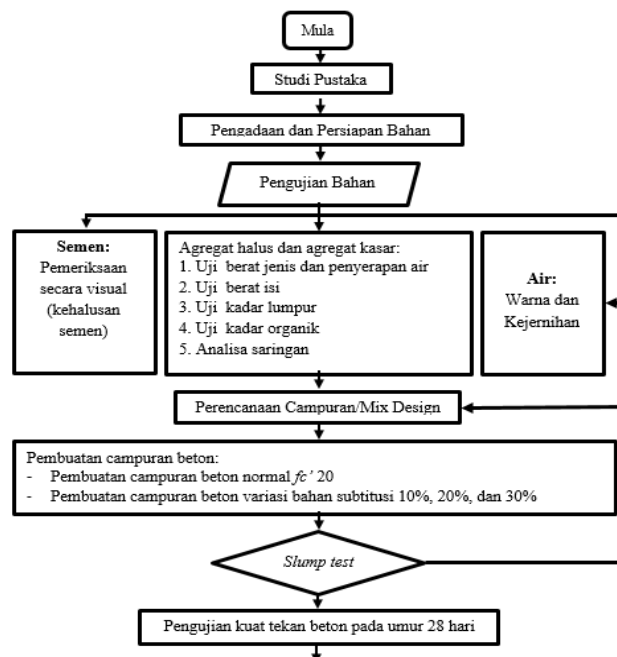 Mula
Studi Pustaka
Pengadaan dan Persiapan Bahan
Pengujian Bahan
Semen:
Pemeriksaan
secara visual
(kehalusan
semen)
Agregat halus dan agregat kasar:
1. Uji berat jenis dan penyerapan air
2. Uji berat isi
3. Uji kadar lumpur
4. Uji kadar organik
5. Analisa saringan
Air:
Warna dan
Kejernihan
Perencanaan Campuran/Mix Design
Pembuatan campuran beton:
- Pembuatan campuran beton normal fc' 20
- Pembuatan campuran beton variasi bahan subtitusi 10%, 20%, dan 30%
Slump test
Pengujian kuat tekan beton pada umur 28 hari